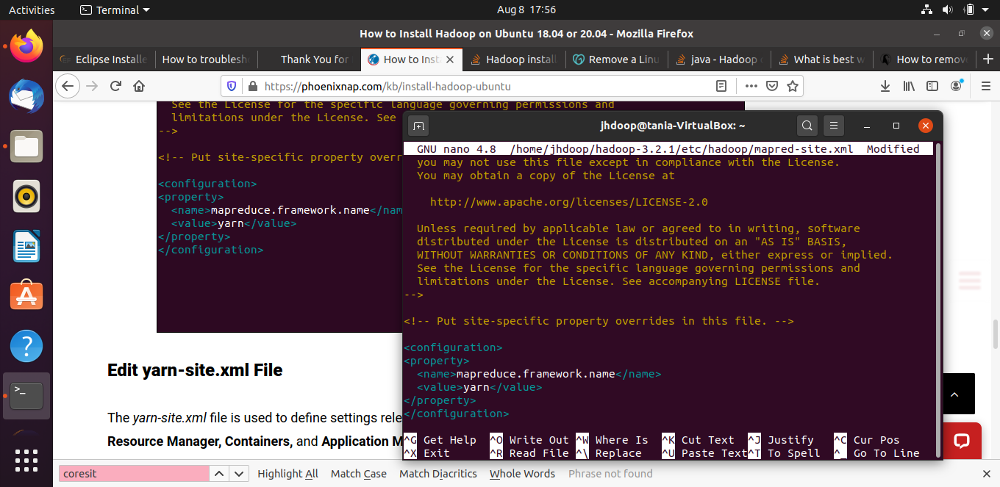 Activities
Terminal
Aug 8 17:56
How to Install Hadoop on Ubuntu 18.04 or 20.04 - Mozilla Firefox
Eclipse Installe
How to troublesh
Thank You for
How to Inst
Hadoop instal
Remove a Linu
java - Hadoop
What is best w
How to remov
https://phoenixnap.com/kb/install-hadoop-ubuntu
See the License for the specific language governing permissions and
limitations under the License. See
-->
<!-- Put site-specific property overr
<configuration>
<property>
<name>mapreduce.framework.name</nam
<value>yarn</value>
</property>
</configuration>
Edit yarn-site.xml File
The yarn-site.xml file is used to define settings rele
Resource Manager, Containers, and Application M
jhdoop@tania-VirtualBox: ~
GNU nano 4.8 /home/jhdoop/hadoop-3.2.1/etc/hadoop/mapred-site.xml Modified
you may not use this file except in compliance with the License.
You may obtain a copy of the License at
http://www.apache.org/licenses/LICENSE-2.0
Unless required by applicable law or agreed to in writing, software
distributed under the License is distributed on an "AS IS" BASIS,
WITHOUT WARRANTIES OR CONDITIONS OF ANY KIND, either express or implied.
See the License for the specific language governing permissions and
limitations under the License. See accompanying LICENSE file.
-->
<!-- Put site-specific property overrides in this file. -->
<configuration>
<property>
<name>mapreduce.framework.name</name>
<value>yarn</value>
</property>
</configuration>
^G Get Help ^O Write Out ^W Where Is ^K Cut Text ^J Justify ^C Cur Pos
^X Exit ^R Read File ^\ Replace ^U Paste Text ^T To Spell ^_ Go To Line
coresit
Highlight All
Match Case
Match Diacritics
Whole Words
Phrase not found